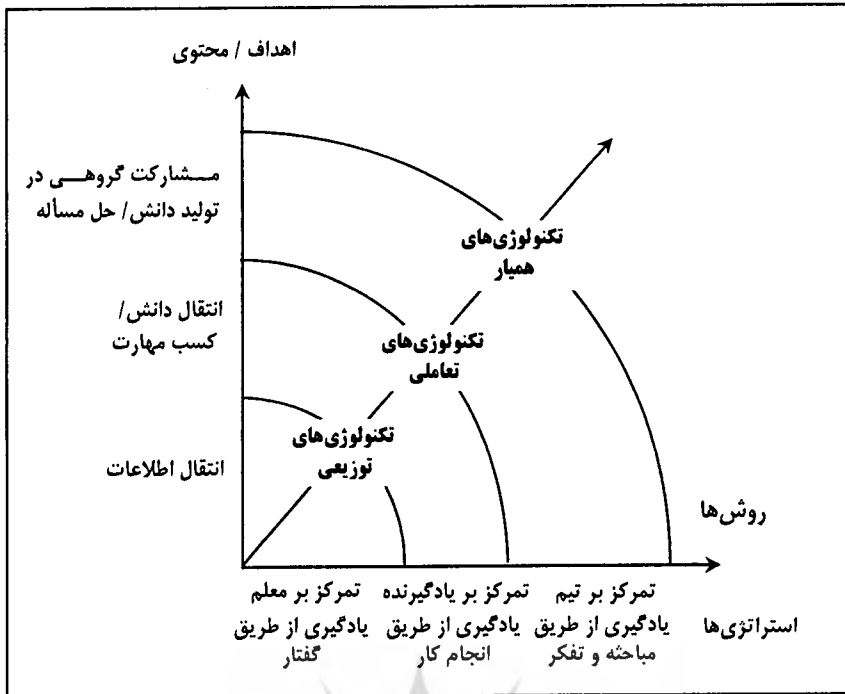 اهداف / محتوی
مــشارکت گروهــی در
تولید دانش/ حل مسأله
تکنولوژی‌های
همیار
انتقال دانش/
کسب مهارت
تکنولوژی‌های
تعاملی
تکنولوژی‌های
توزیعی
انتقال اطلاعات
روش‌ها
تمرکز بر معلم
تمرکز بر یادگیرنده
تمرکز بر تیم
استراتژی‌ها
یادگیری از طریق
گفتار
یادگیری از طریق
انجام کار
یادگیری از طریق
مباحثه و تفکر